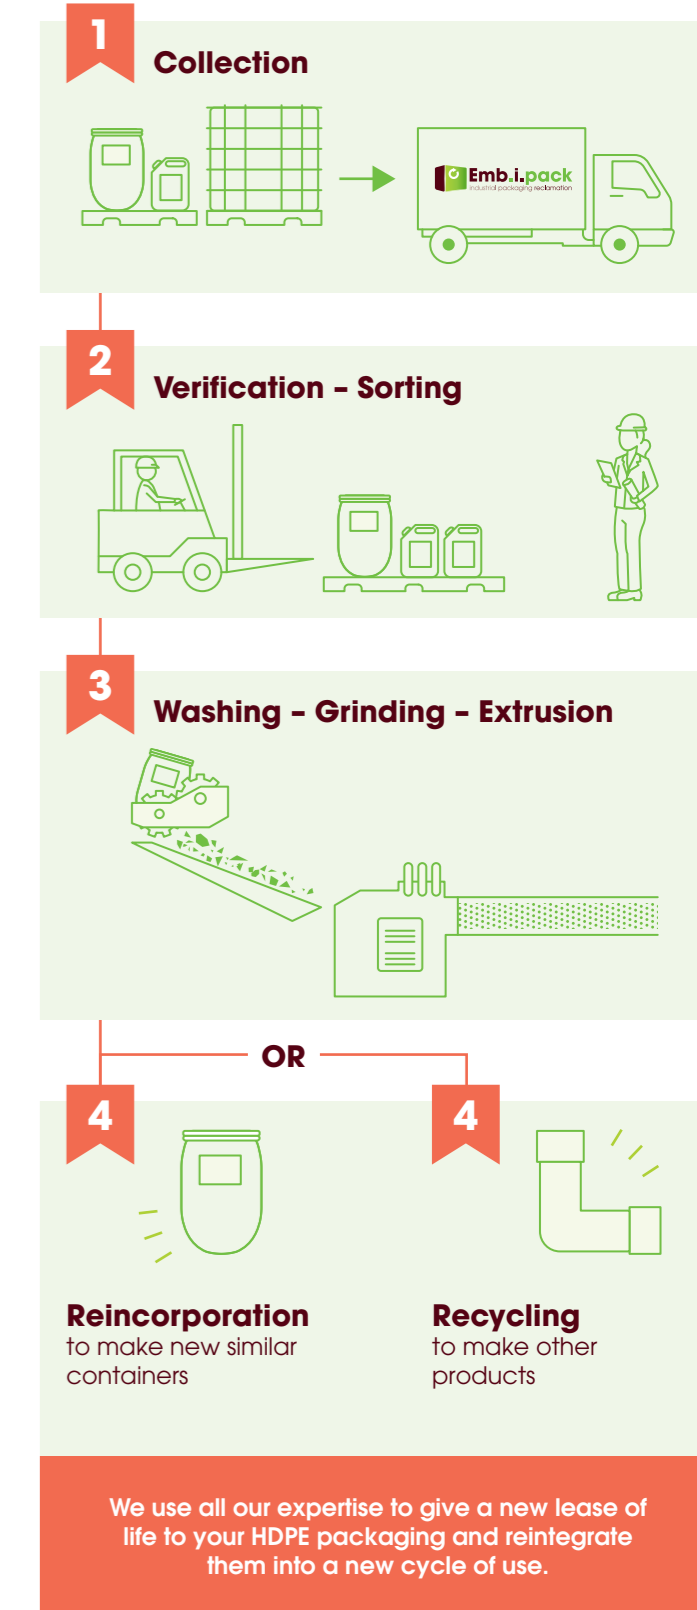 1
Collection
Emb.i.pack
industrial packaging reclamation
2
Verification – Sorting
3
Washing – Grinding – Extrusion
OR
4
4
Reincorporation
to make new similar
containers
Recycling
to make other
products
We use all our expertise to give a new lease of
life to your HDPE packaging and reintegrate
them into a new cycle of use.